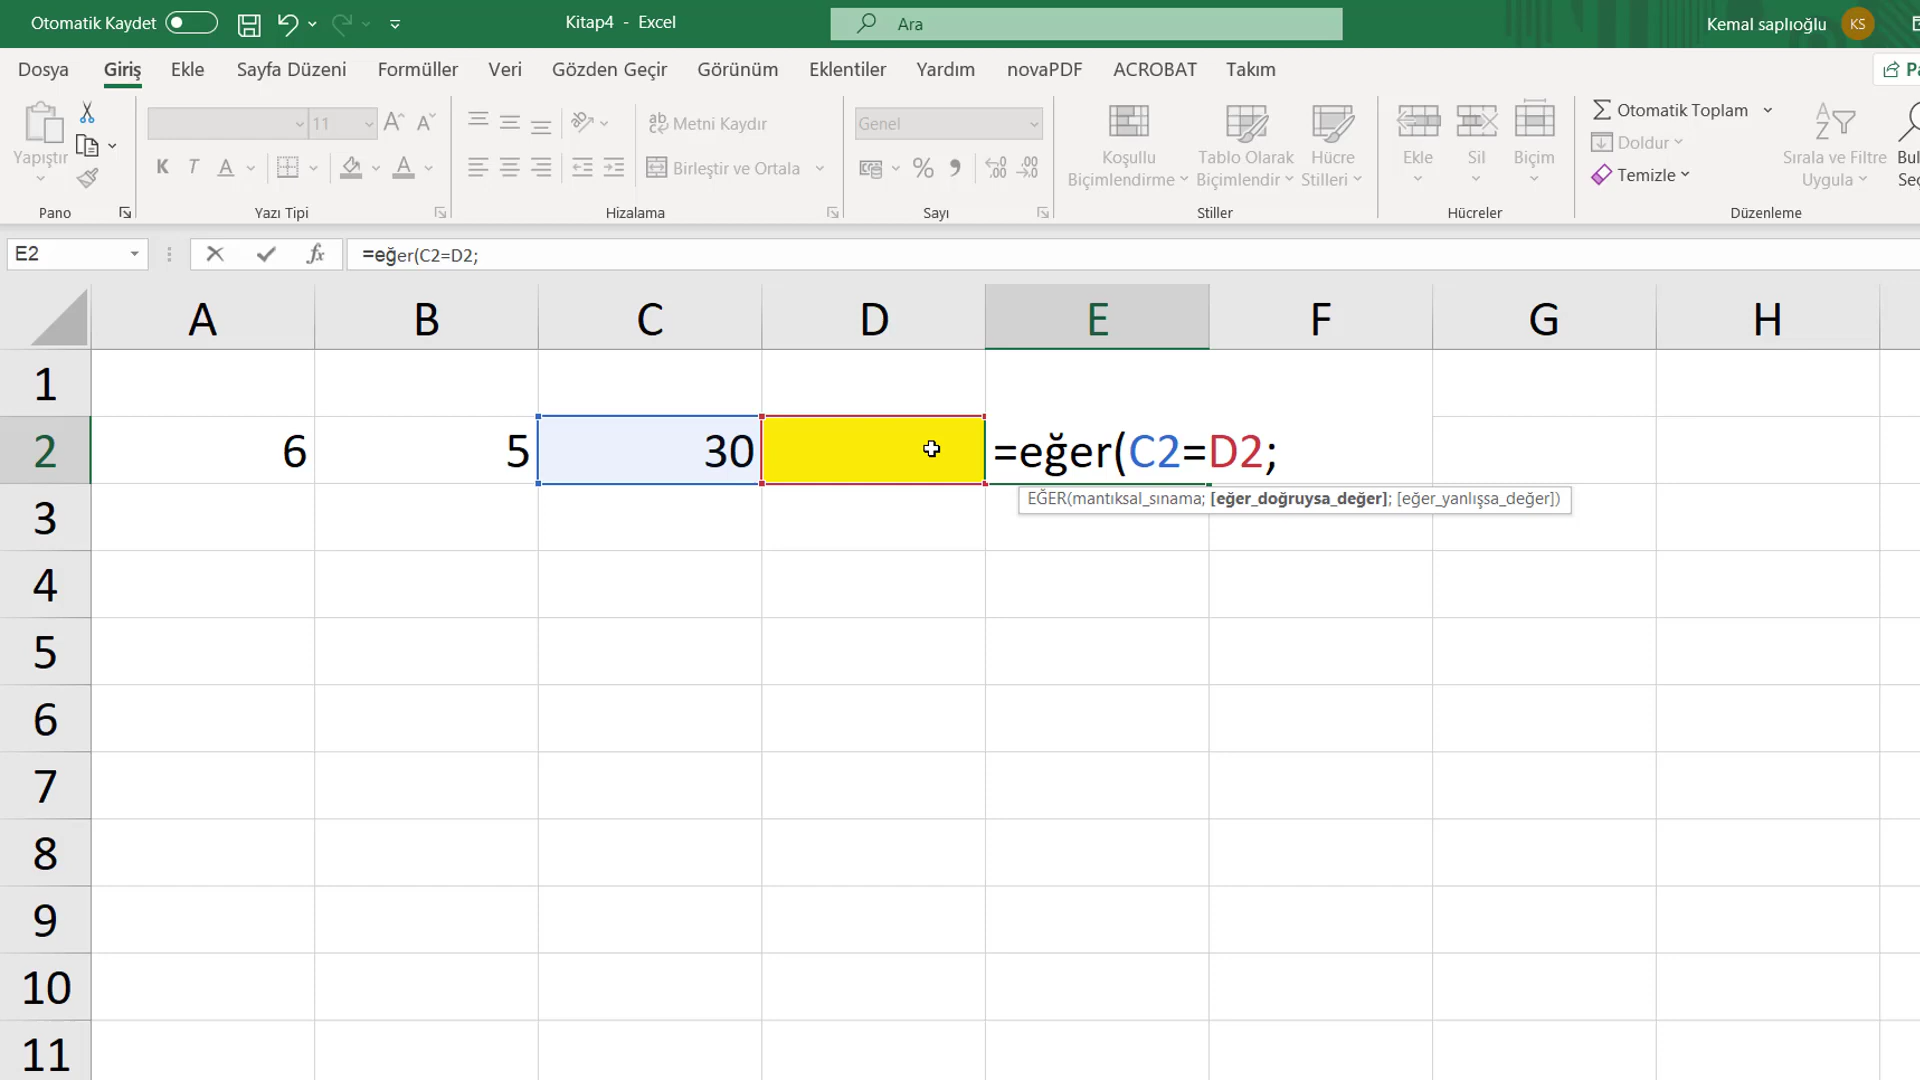 Otomatik Kaydet
Kitap4 - Excel
Ara
Kemal saplıoğlu
KS
Dosya Giriş Ekle Sayfa Düzeni Formüller Veri Gözden Geçir Görünüm Eklentiler Yardım novaPDF ACROBAT Takım
Yapıştır
11
K T A
A
ab Metni Kaydır
Birleştir ve Ortala
Genel
%
Koşullu
Biçimlendirme
Tablo Olarak
Biçimlendir
Hücre
Stilleri
Ekle
Sil
Biçim
Otomatik Toplam
Doldur
Temizle
Sırala ve Filtre
Uygula
Pano
Yazı Tipi
Hizalama
Sayı
Stiller
Hücreler
Düzenleme
E2
fx
=eğer(C2=D2;
A B C D E F G H
1
2 6 5 30 =eğer(C2=D2;
EĞER(mantıksal_sınama; [eğer_doğruysa_değer]; [eğer_yanlışsa_değer])
3
4
5
6
7
8
9
10
11